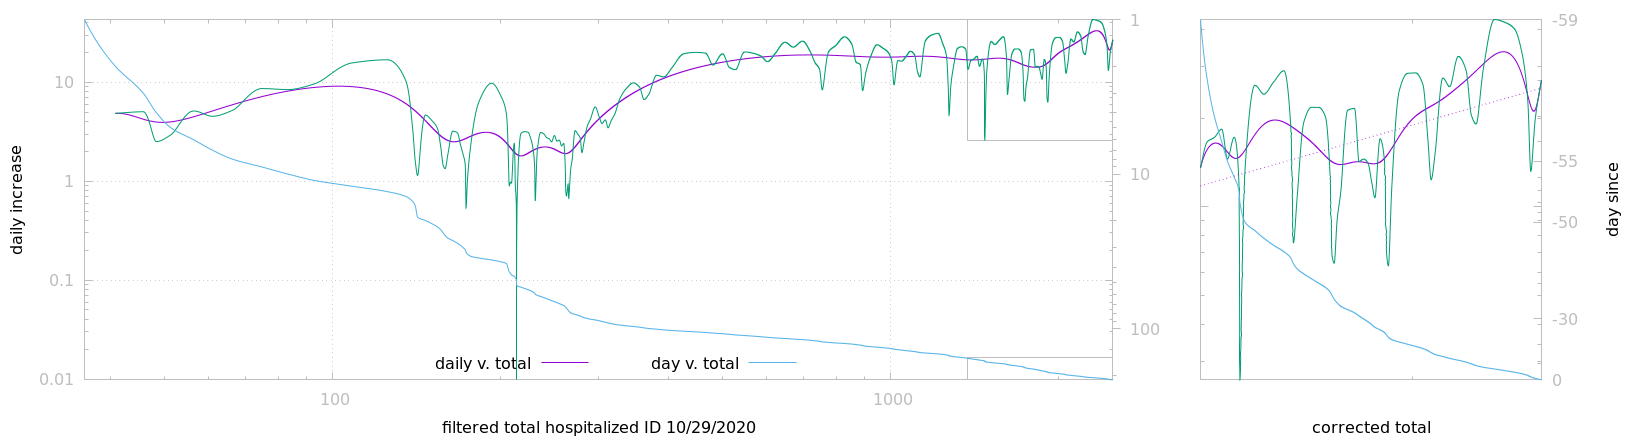 daily increase
10
1
0.1
0.01
100
1000
1
10
100
daily v. total
day v. total
filtered total hospitalized ID 10/29/2020
-59
-55
-50
-30
0
day since
corrected total